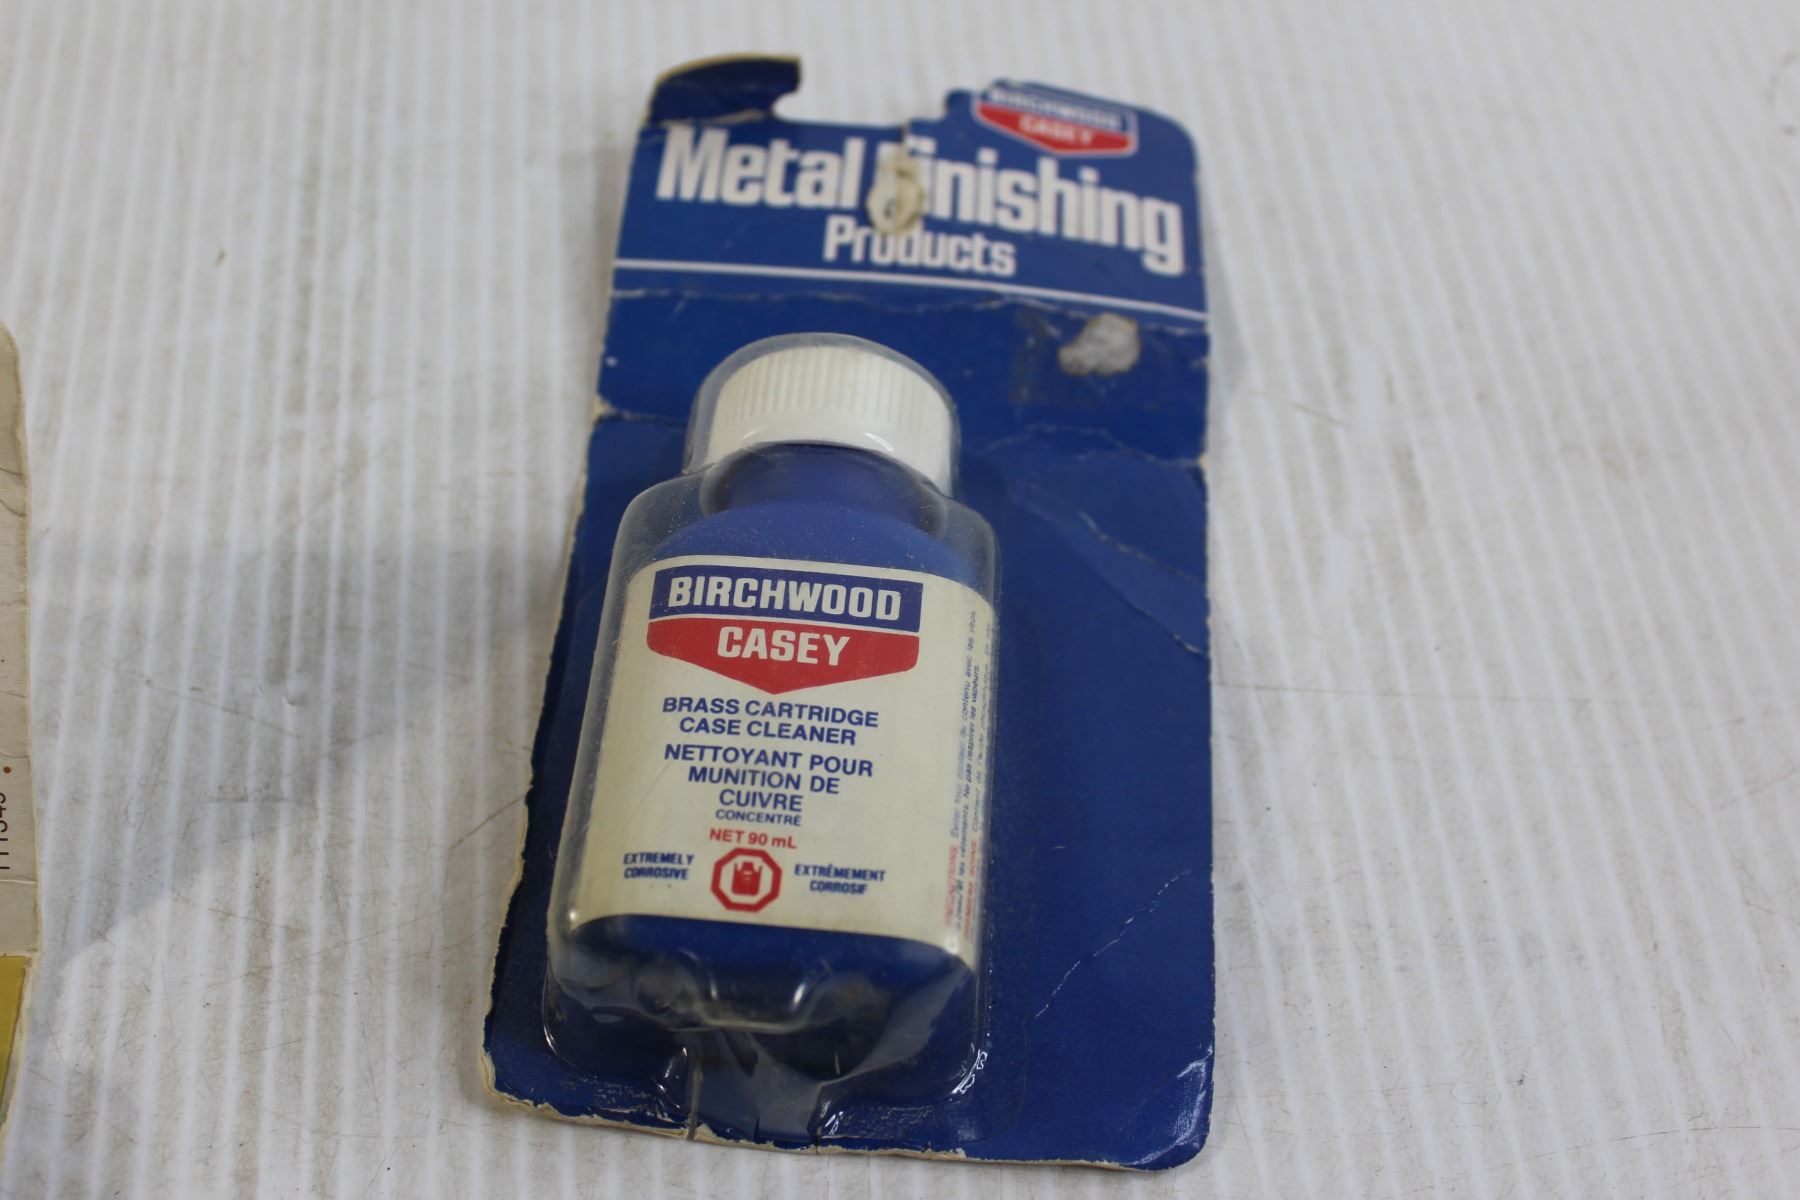 BIRCHWOOD
CASEY
Metal Finishing
Products
BIRCHWOOD
CASEY
BRASS CARTRIDGE
CASE CLEANER
NETTOYANT POUR
MUNITION DE
CUIVRE
CONCENTRÉ
NET 90 mL
EXTREMELY
CORROSIVE
EXTRÊMEMENT
CORROSIF